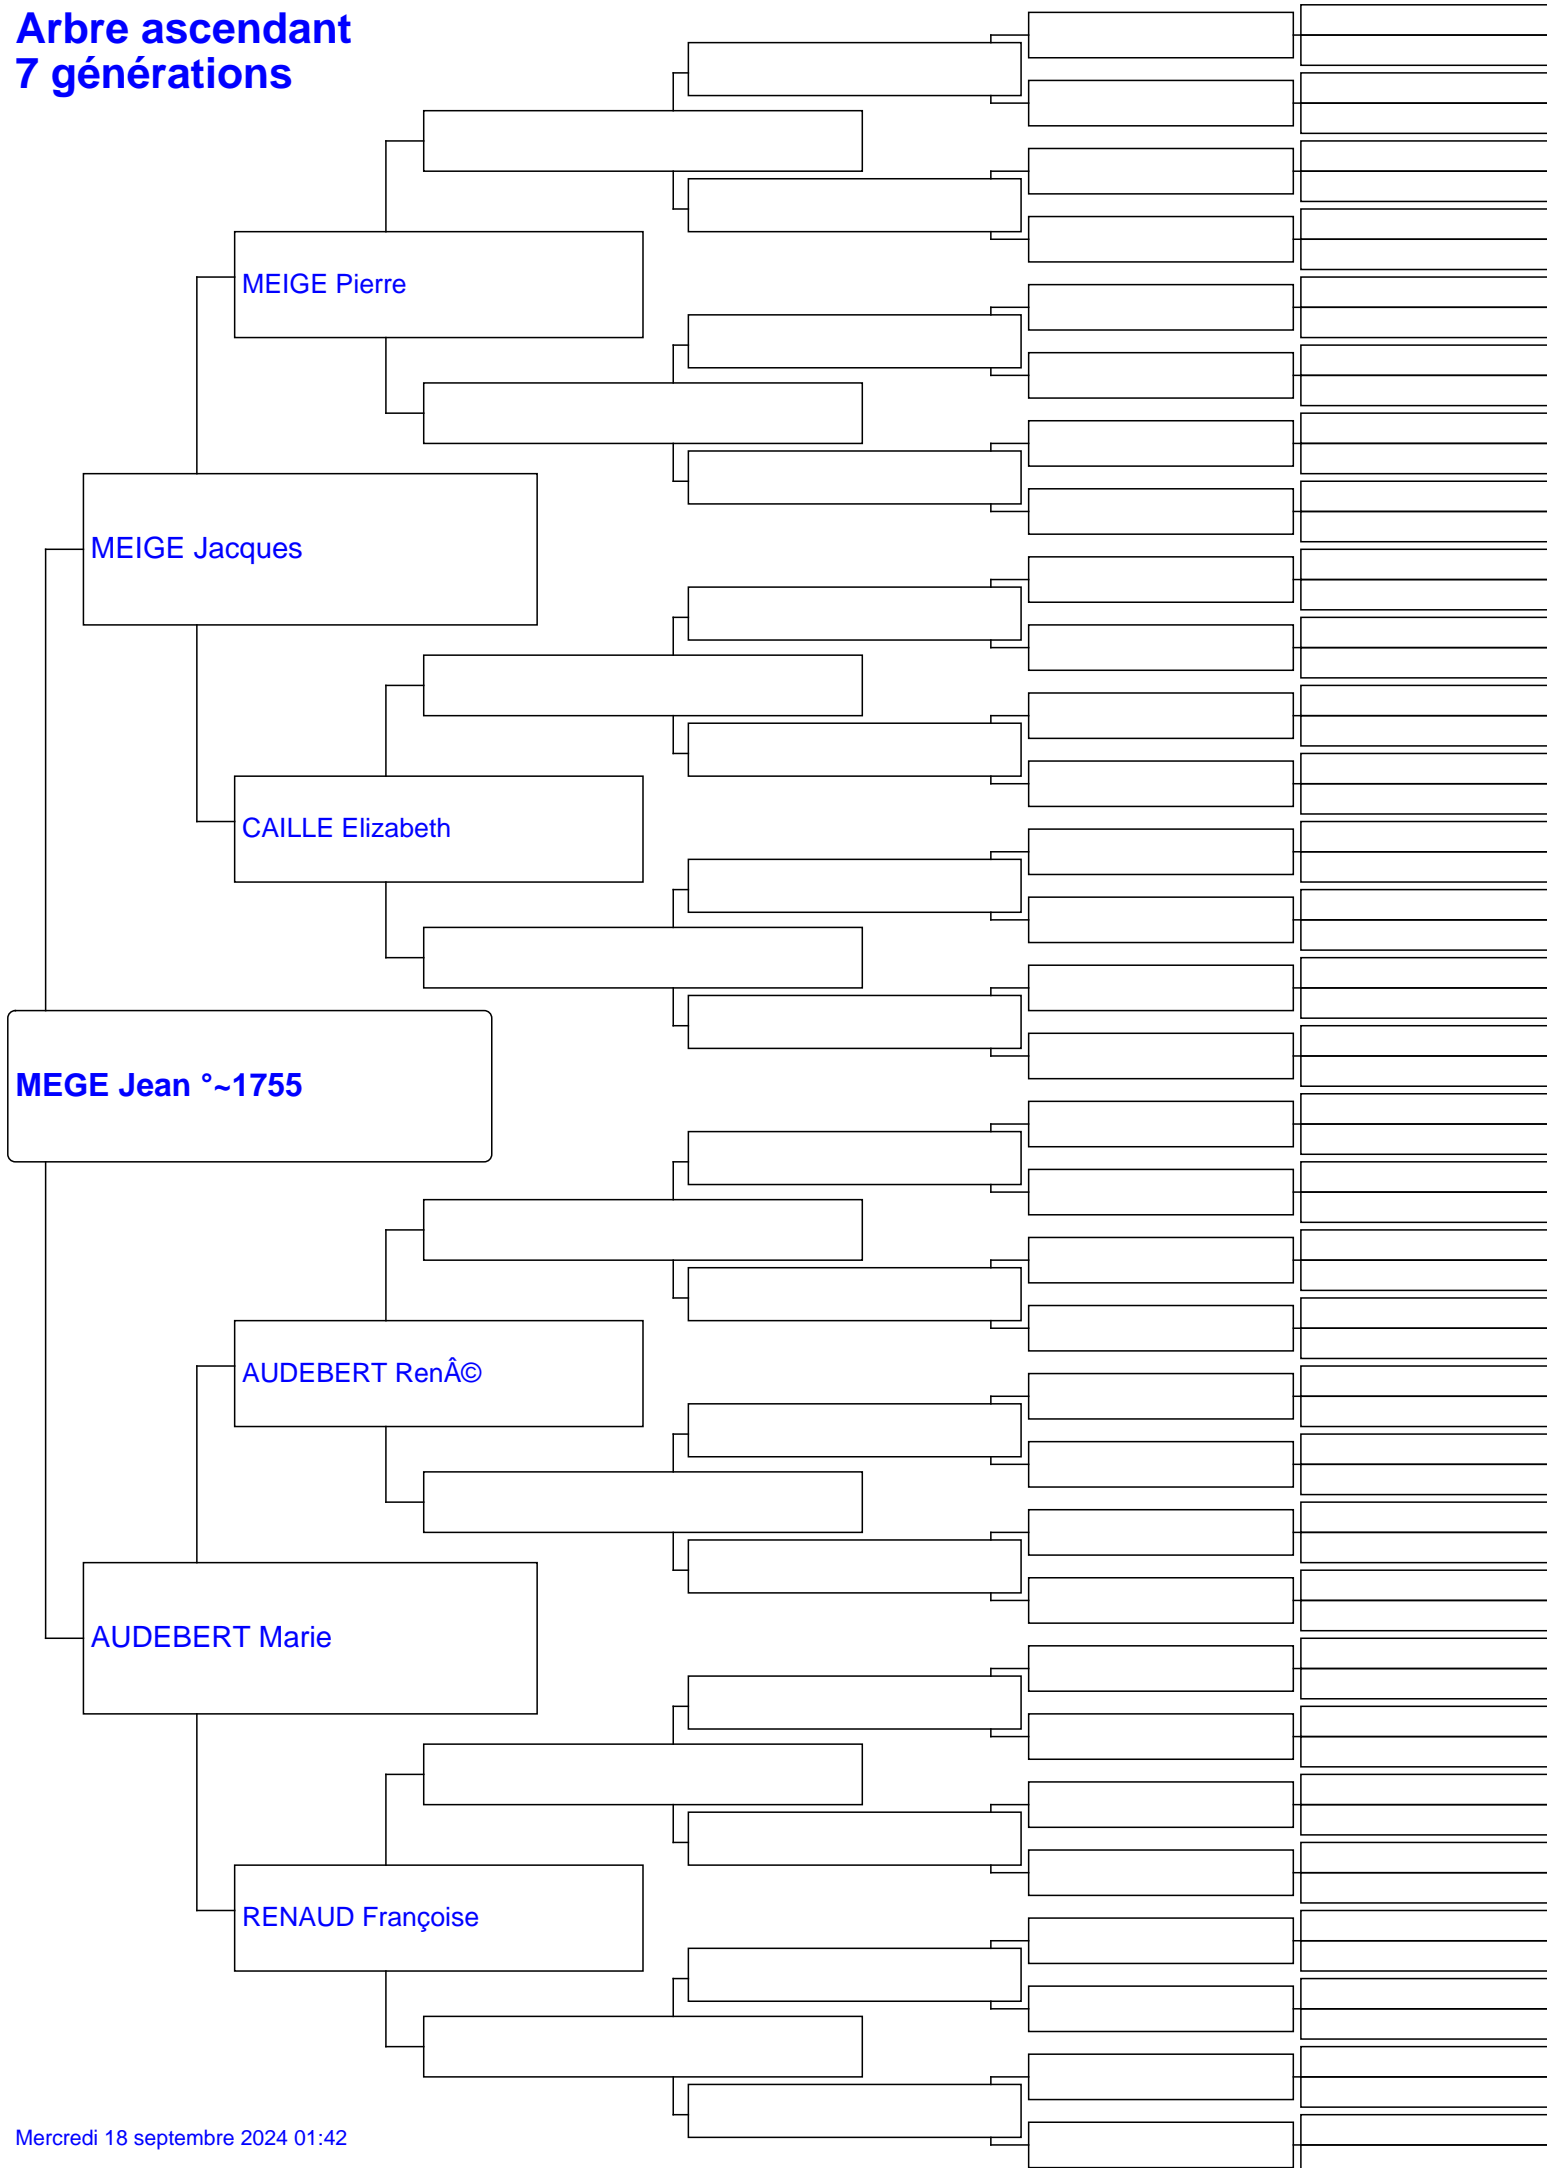 Arbre ascendant
7 générations
MEIGE Pierre
MEIGE Jacques
CAILLE Elizabeth
MEGE Jean °~1755
AUDEBERT RenÃ©
AUDEBERT Marie
RENAUD Françoise
Mercredi 18 septembre 2024 01:42